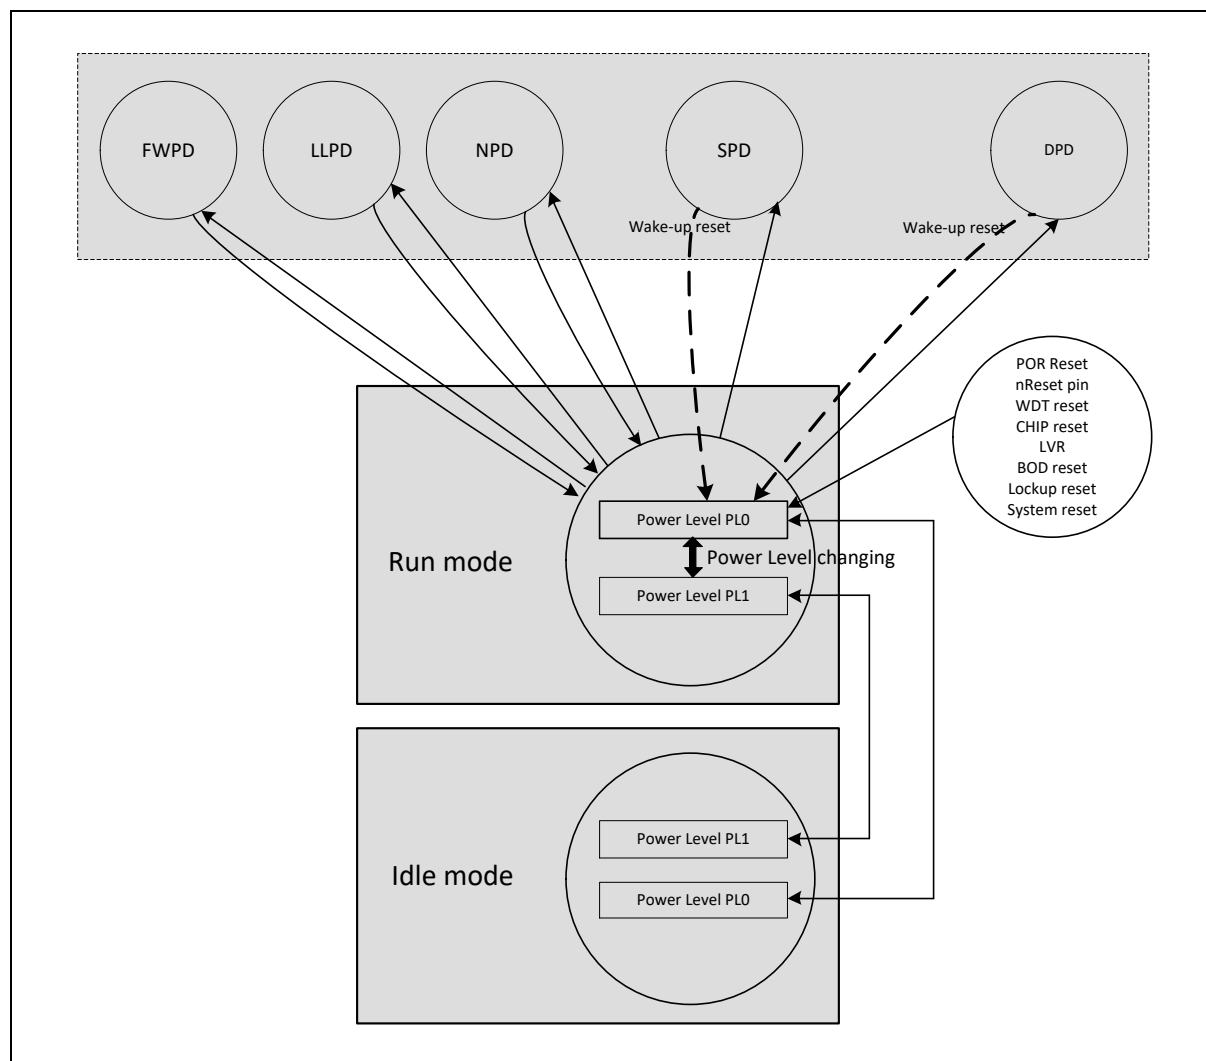 FWPD
LLPD
NPD
SPD
DPD
Wake-up reset
Wake-up reset
POR Reset
nReset pin
WDT reset
CHIP reset
LVR
BOD reset
Lockup reset
System reset
Run mode
Power Level PL0
Power Level changing
Power Level PL1
Idle mode
Power Level PL1
Power Level PL0